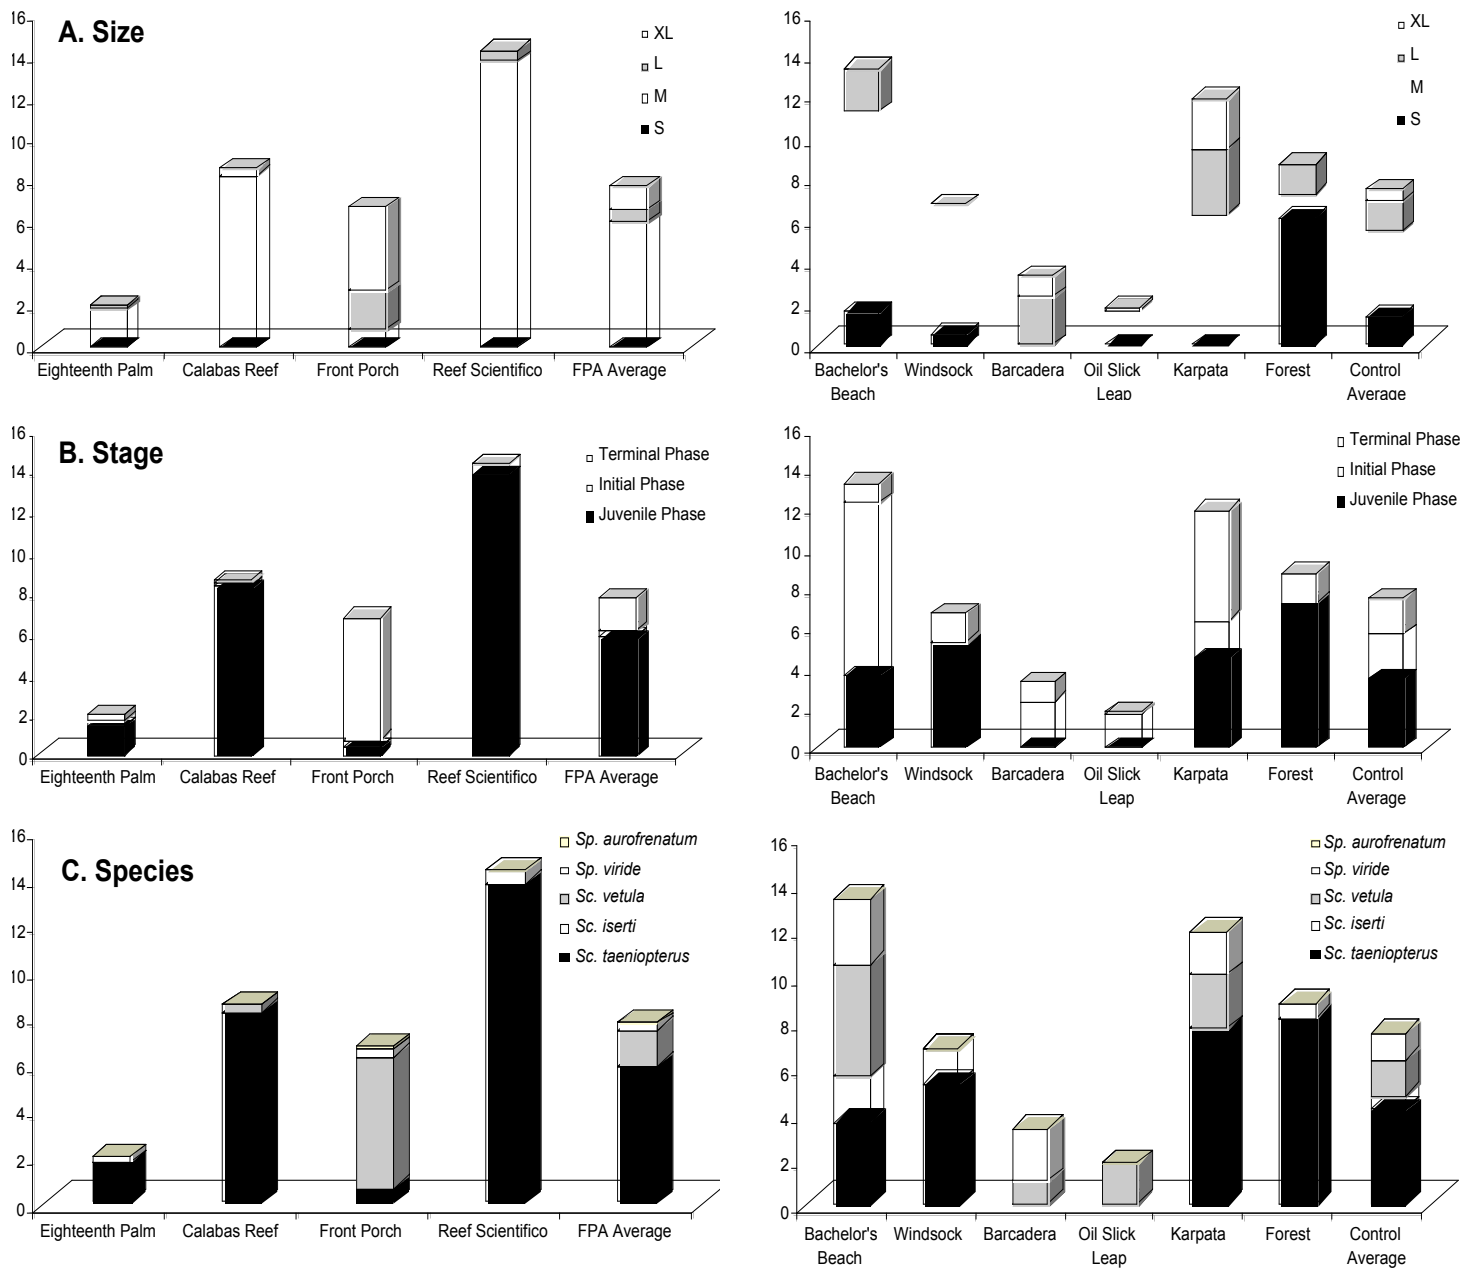 A. Size
16
14
12
10
8
6
4
2
0
XL
L
M
S
Eighteenth Palm
Calabas Reef
Front Porch
Reef Scientifico
FPA Average
16
14
12
10
8
6
4
2
0
XL
L
M
S
Bachelor's
Beach
Windsock
Barcadera
Oil Slick
Leap
Karpata
Forest
Control
Average
B. Stage
16
14
12
10
8
6
4
2
0
Terminal Phase
Initial Phase
Juvenile Phase
Eighteenth Palm
Calabas Reef
Front Porch
Reef Scientifico
FPA Average
16
14
12
10
8
6
4
2
0
Terminal Phase
Initial Phase
Juvenile Phase
Bachelor's
Beach
Windsock
Barcadera
Oil Slick
Leap
Karpata
Forest
Control
Average
C. Species
16
14
12
10
8
6
4
2
0
Sp. aurofrenatum
Sp. viride
Sc. vetula
Sc. iserti
Sc. taeniopterus
Eighteenth Palm
Calabas Reef
Front Porch
Reef Scientifico
FPA Average
16
14
12
10
8
6
4
2
0
Sp. aurofrenatum
Sp. viride
Sc. vetula
Sc. iserti
Sc. taeniopterus
Bachelor's
Beach
Windsock
Barcadera
Oil Slick
Leap
Karpata
Forest
Control
Average